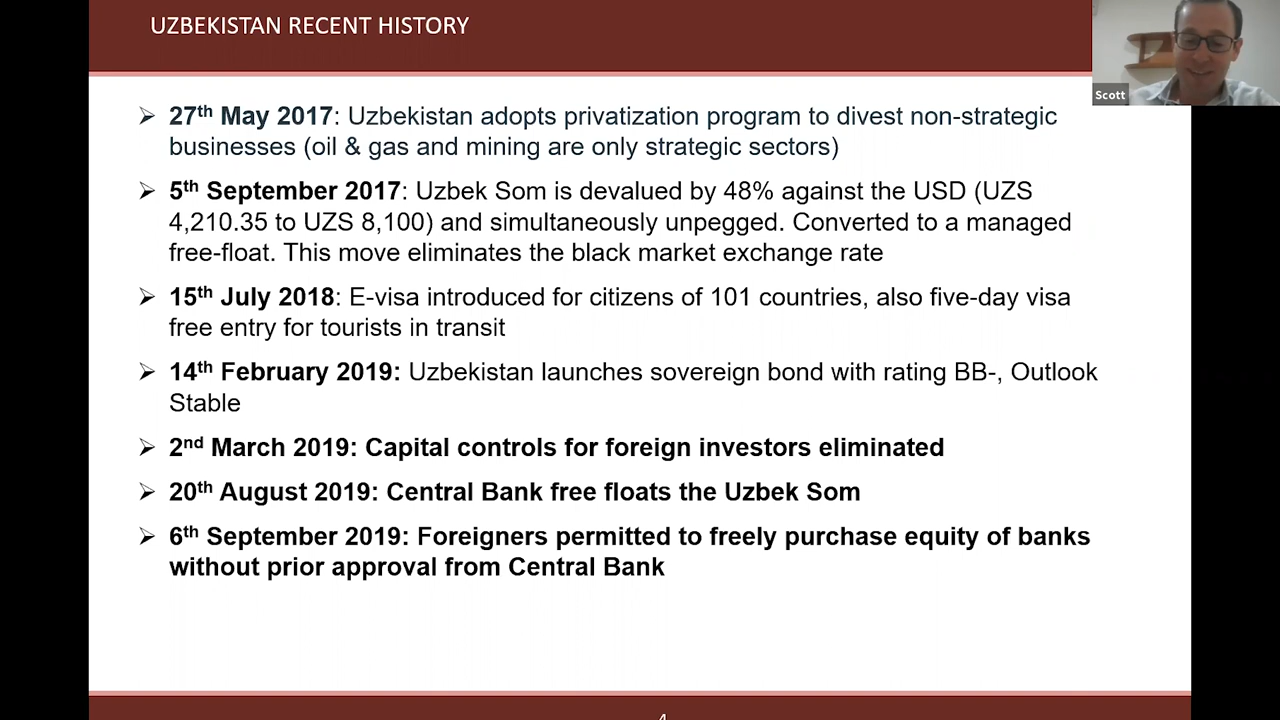 UZBEKISTAN RECENT HISTORY
Scott
➢ 27th May 2017: Uzbekistan adopts privatization program to divest non-strategic
businesses (oil & gas and mining are only strategic sectors)
➢ 5th September 2017: Uzbek Som is devalued by 48% against the USD (UZS
4,210.35 to UZS 8,100) and simultaneously unpegged. Converted to a managed
free-float. This move eliminates the black market exchange rate
➢ 15th July 2018: E-visa introduced for citizens of 101 countries, also five-day visa
free entry for tourists in transit
➢ 14th February 2019: Uzbekistan launches sovereign bond with rating BB-, Outlook
Stable
➢ 2nd March 2019: Capital controls for foreign investors eliminated
➢ 20th August 2019: Central Bank free floats the Uzbek Som
➢ 6th September 2019: Foreigners permitted to freely purchase equity of banks
without prior approval from Central Bank
4